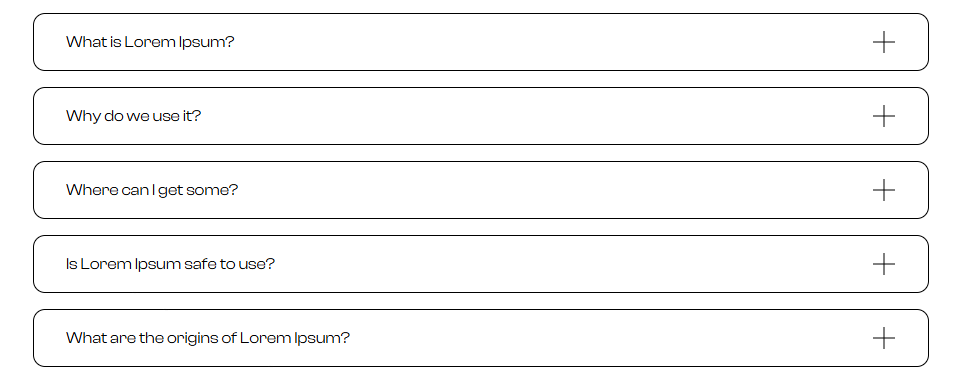 What is Lorem Ipsum?
Why do we use it?
Where can I get some?
Is Lorem Ipsum safe to use?
What are the origins of Lorem Ipsum?